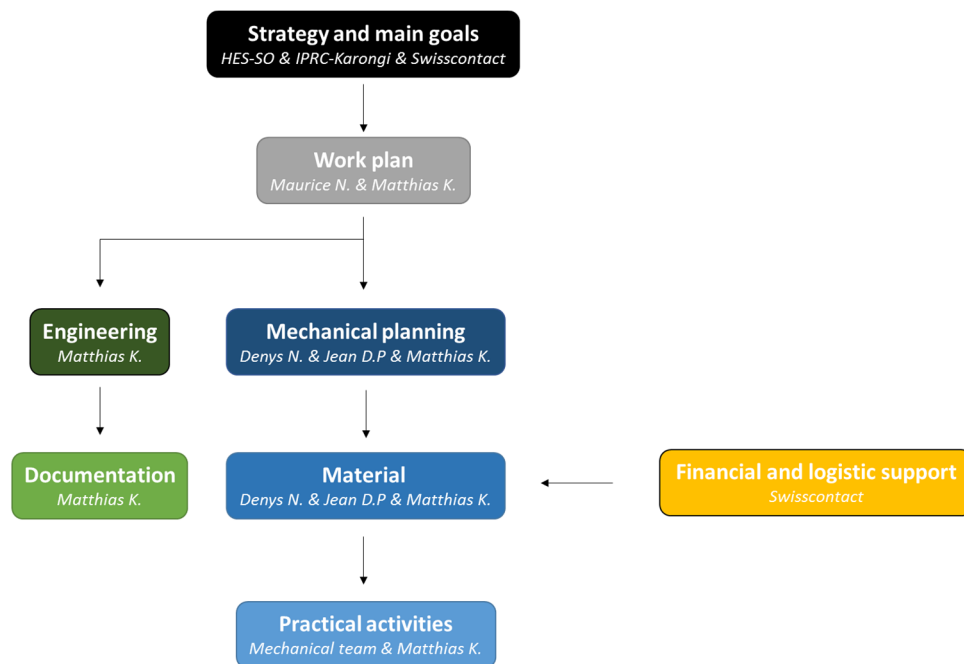 Strategy and main goals
HES-SO & IPRC-Karongi & Swisscontact
Work plan
Maurice N. & Matthias K.
Engineering
Matthias K.
Mechanical planning
Denys N. & Jean D.P & Matthias K.
Documentation
Matthias K.
Material
Denys N. & Jean D.P & Matthias K.
Financial and logistic support
Swisscontact
Practical activities
Mechanical team & Matthias K.